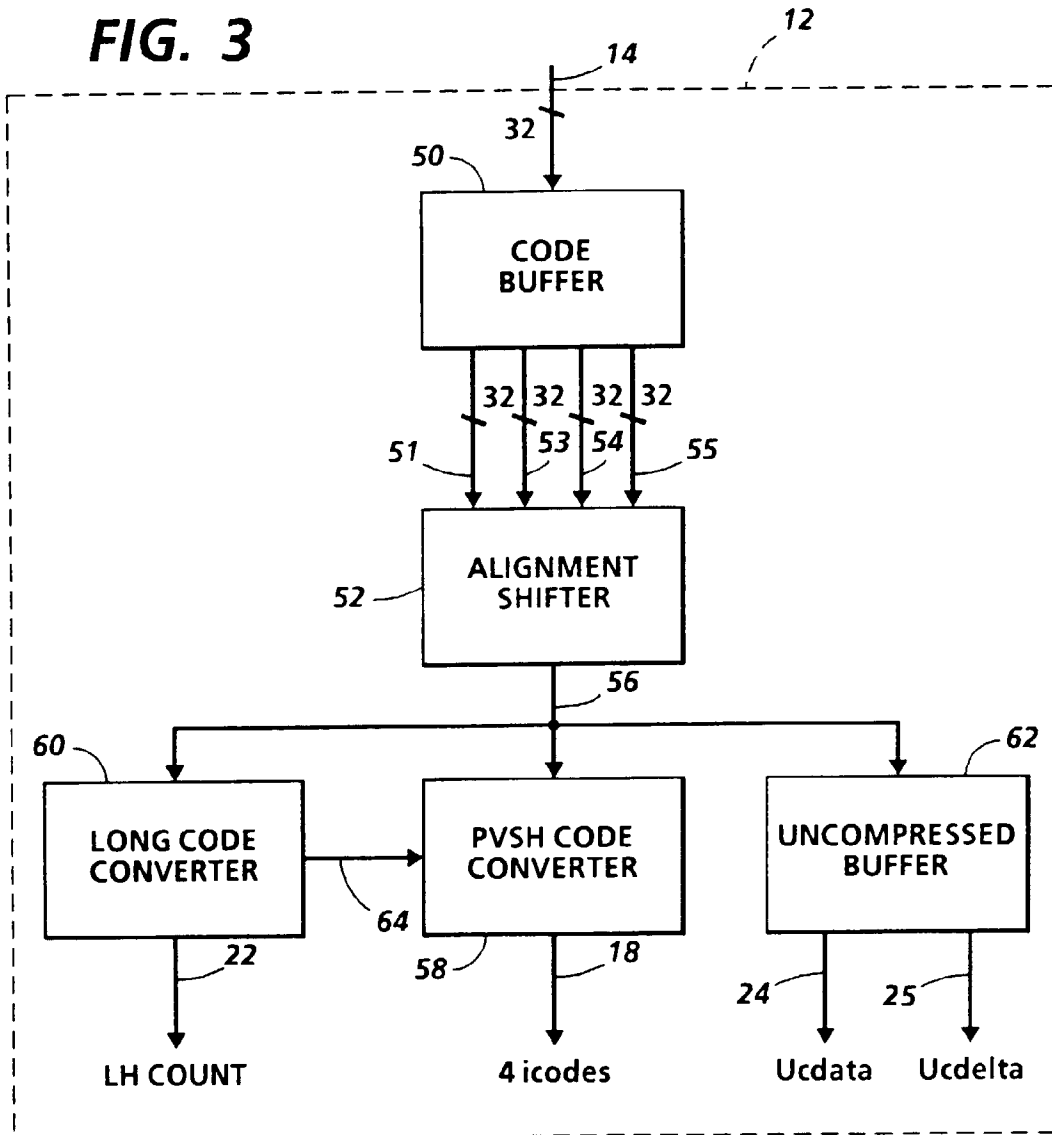 FIG. 3
12
14
32
50
CODE
BUFFER
32 32 32 32
51 53 54 55
ALIGNMENT
SHIFTER
52
56
60
62
LONG CODE
CONVERTER
PVSH CODE
CONVERTER
UNCOMPRESSED
BUFFER
64
22
58
18
24
25
LH COUNT
4 icodes
Ucdata
Ucdelta